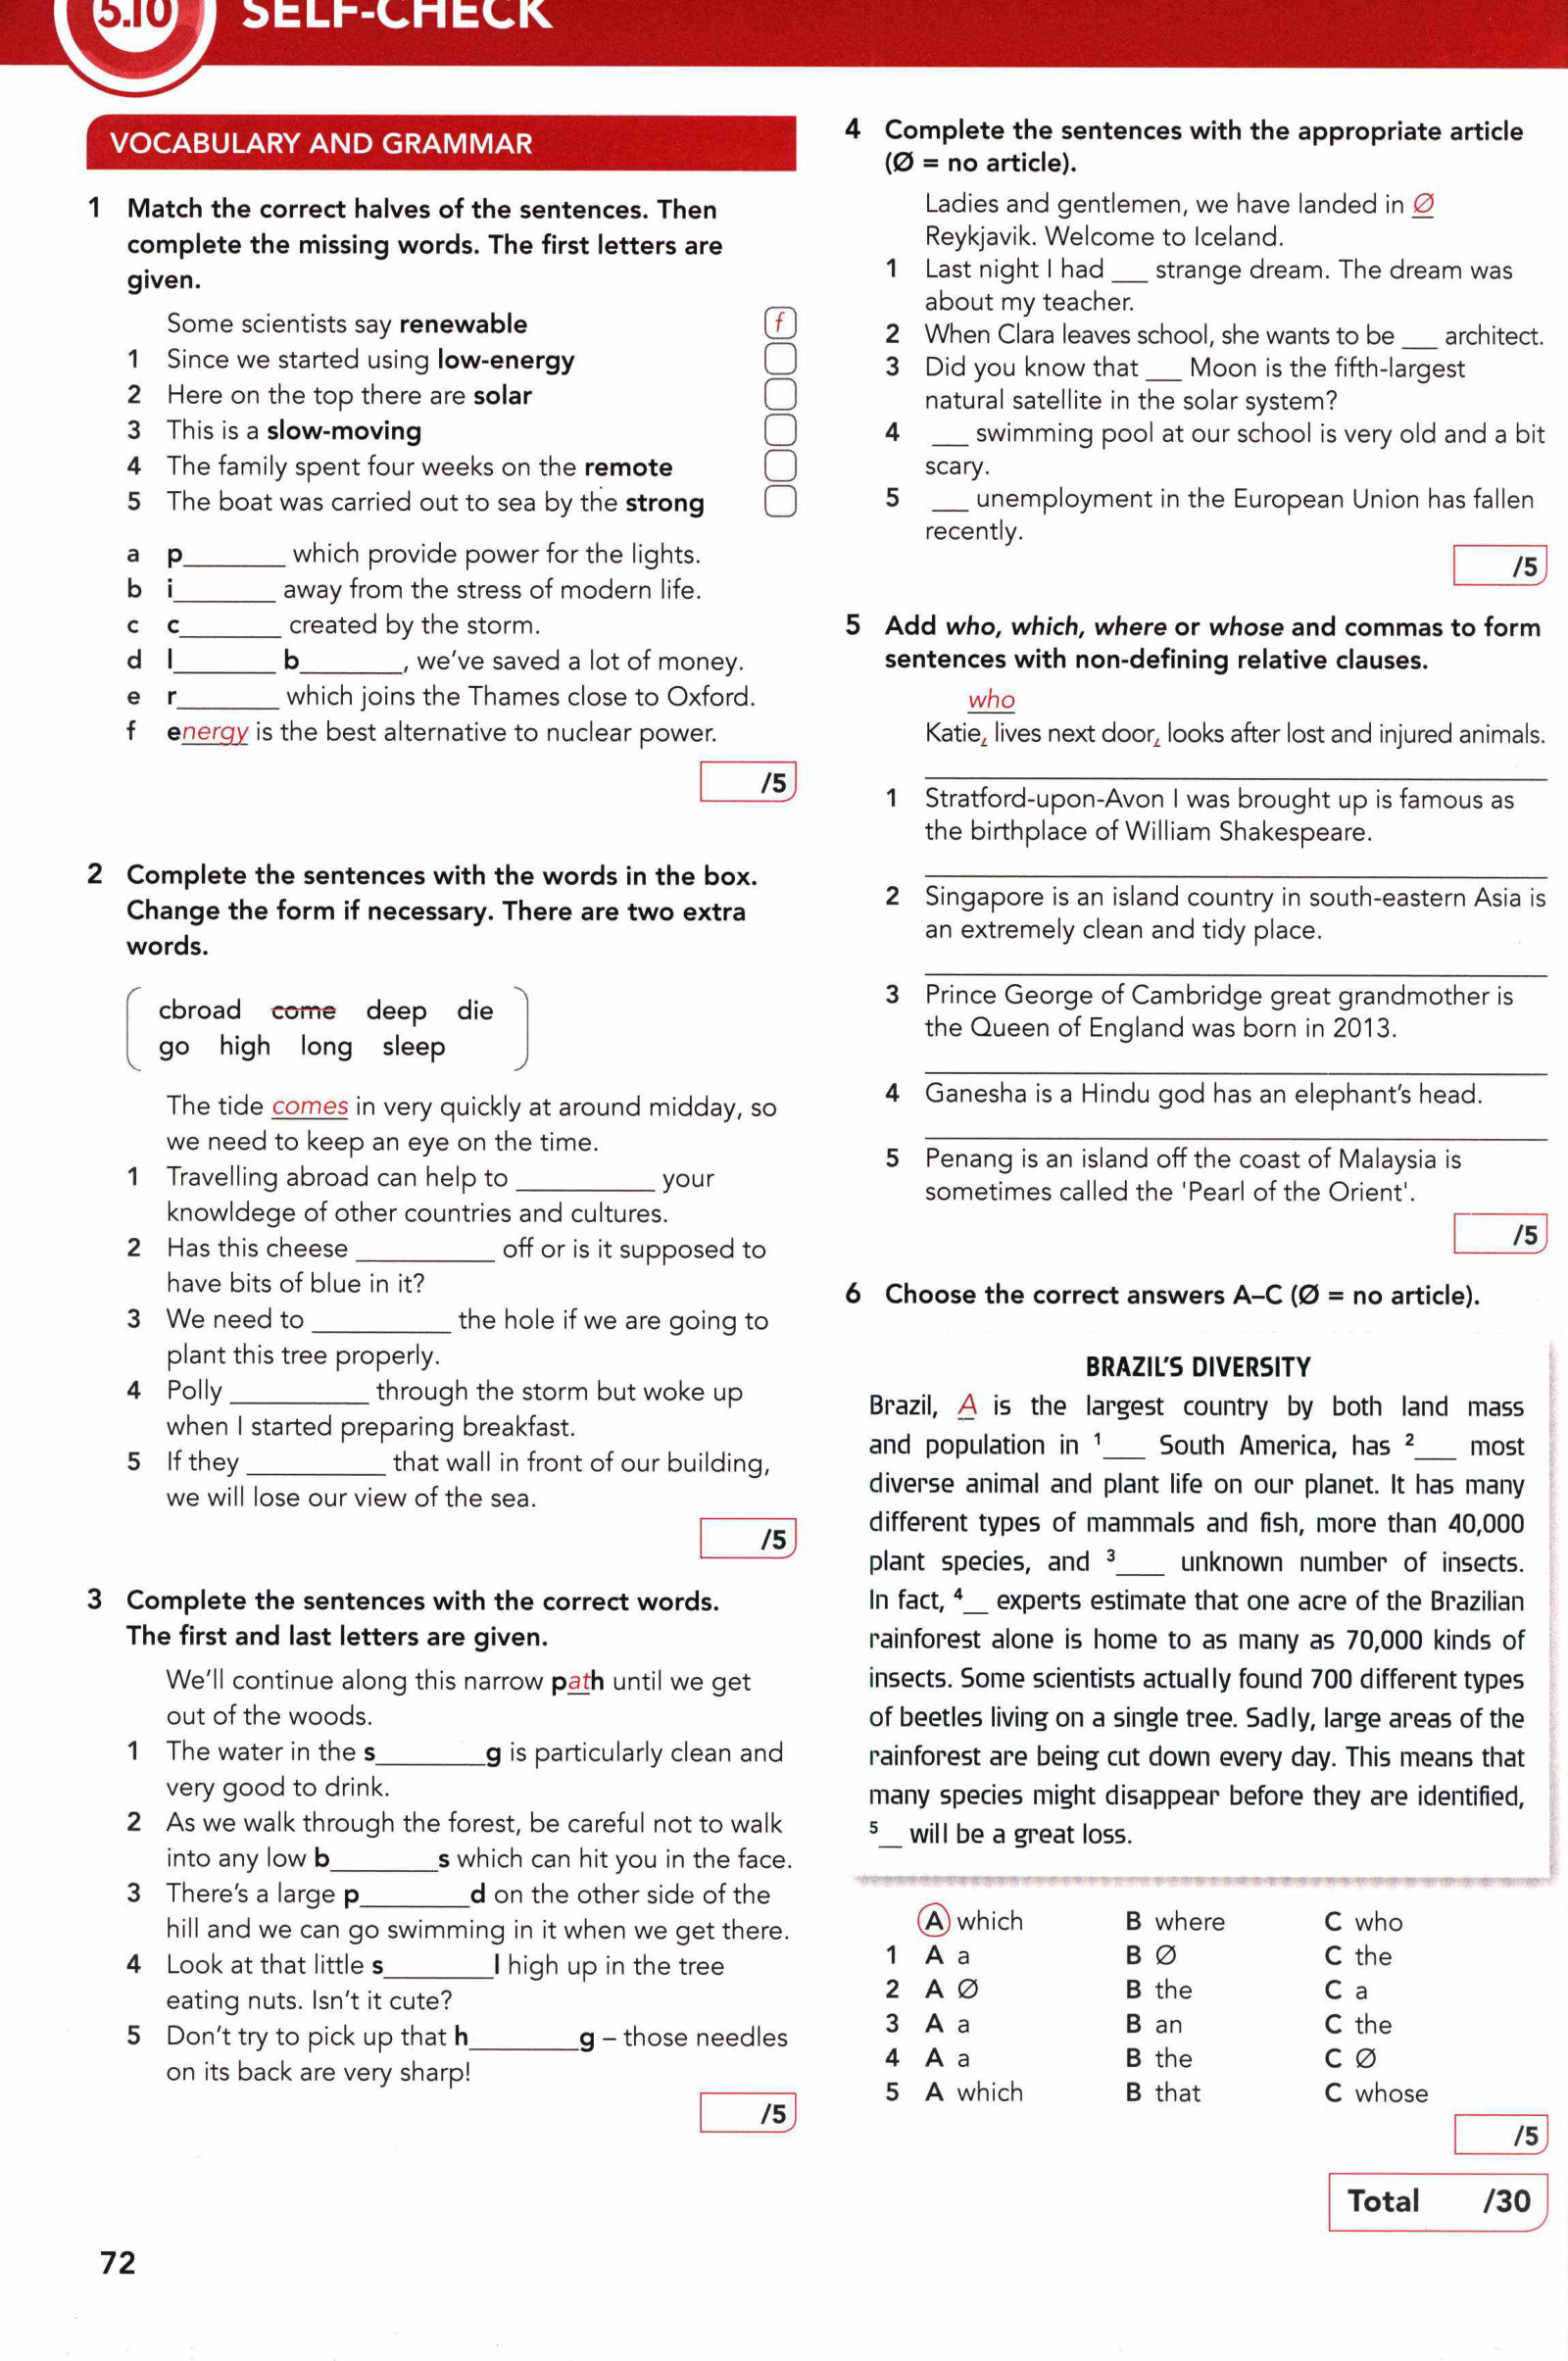 5.10 SELF-CHECK
VOCABULARY AND GRAMMAR
1 Match the correct halves of the sentences. Then
complete the missing words. The first letters are
given.
Some scientists say renewable f
1 Since we started using low-energy
2 Here on the top there are solar
3 This is a slow-moving
4 The family spent four weeks on the remote
5 The boat was carried out to sea by the strong
a p________ which provide power for the lights.
b i________ away from the stress of modern life.
c c________ created by the storm.
d l________ b________, we've saved a lot of money.
e r________ which joins the Thames close to Oxford.
f energy is the best alternative to nuclear power.
/5
2 Complete the sentences with the words in the box.
Change the form if necessary. There are two extra
words.
cbroad come deep die
go high long sleep
The tide comes in very quickly at around midday, so
we need to keep an eye on the time.
1 Travelling abroad can help to __________ your
knowldege of other countries and cultures.
2 Has this cheese __________ off or is it supposed to
have bits of blue in it?
3 We need to __________ the hole if we are going to
plant this tree properly.
4 Polly __________ through the storm but woke up
when I started preparing breakfast.
5 If they __________ that wall in front of our building,
we will lose our view of the sea.
/5
3 Complete the sentences with the correct words.
The first and last letters are given.
We'll continue along this narrow path until we get
out of the woods.
1 The water in the s________g is particularly clean and
very good to drink.
2 As we walk through the forest, be careful not to walk
into any low b________s which can hit you in the face.
3 There's a large p________d on the other side of the
hill and we can go swimming in it when we get there.
4 Look at that little s________l high up in the tree
eating nuts. Isn't it cute?
5 Don't try to pick up that h________g – those needles
on its back are very sharp!
/5
72
4 Complete the sentences with the appropriate article
(Ø = no article).
Ladies and gentlemen, we have landed in Ø
Reykjavik. Welcome to Iceland.
1 Last night I had ___ strange dream. The dream was
about my teacher.
2 When Clara leaves school, she wants to be ___ architect.
3 Did you know that ___ Moon is the fifth-largest
natural satellite in the solar system?
4 ___ swimming pool at our school is very old and a bit
scary.
5 ___ unemployment in the European Union has fallen
recently.
/5
5 Add who, which, where or whose and commas to form
sentences with non-defining relative clauses.
who
Katie, lives next door, looks after lost and injured animals.
1 Stratford-upon-Avon I was brought up is famous as
the birthplace of William Shakespeare.
2 Singapore is an island country in south-eastern Asia is
an extremely clean and tidy place.
3 Prince George of Cambridge great grandmother is
the Queen of England was born in 2013.
4 Ganesha is a Hindu god has an elephant's head.
5 Penang is an island off the coast of Malaysia is
sometimes called the 'Pearl of the Orient'.
/5
6 Choose the correct answers A–C (Ø = no article).
BRAZIL'S DIVERSITY
Brazil, A is the largest country by both land mass
and population in 1___ South America, has 2___ most
diverse animal and plant life on our planet. It has many
different types of mammals and fish, more than 40,000
plant species, and 3___ unknown number of insects.
In fact, 4__ experts estimate that one acre of the Brazilian
rainforest alone is home to as many as 70,000 kinds of
insects. Some scientists actually found 700 different types
of beetles living on a single tree. Sadly, large areas of the
rainforest are being cut down every day. This means that
many species might disappear before they are identified,
5__ will be a great loss.
A which B where C who
1 A a B Ø C the
2 A Ø B the C a
3 A a B an C the
4 A a B the C Ø
5 A which B that C whose
/5
Total /30